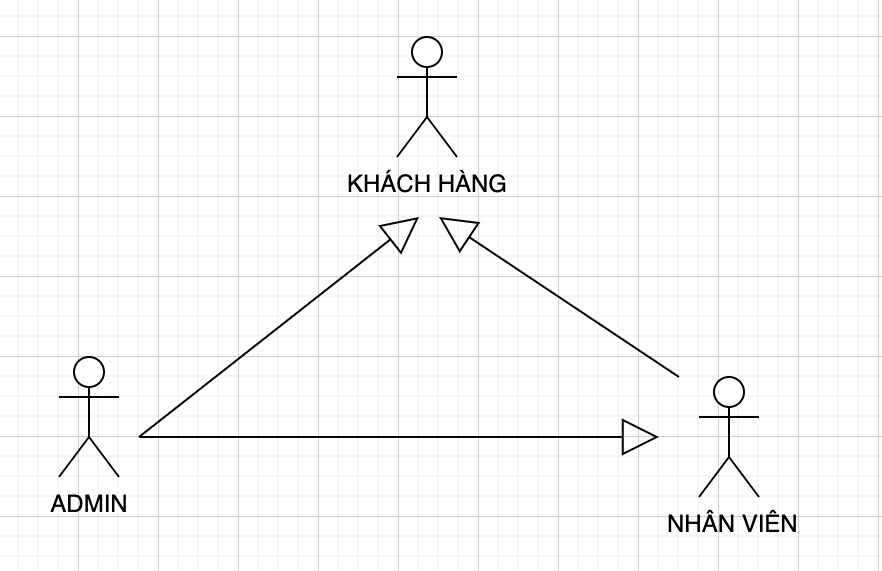 KHÁCH HÀNG
ADMIN
NHÂN VIÊN